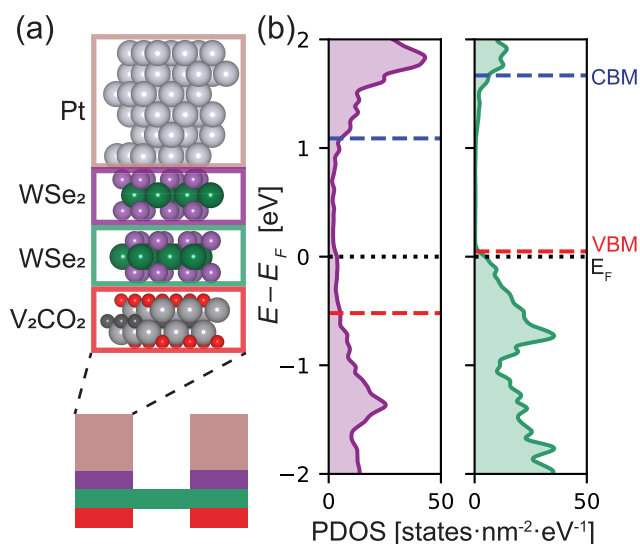 (a)
Pt
WSe₂
WSe₂
V₂CO₂
(b)
E − E_F [eV]
2
1
0
−1
−2
0
50
0
50
CBM
VBM
E_F
PDOS [states·nm⁻²·eV⁻¹]